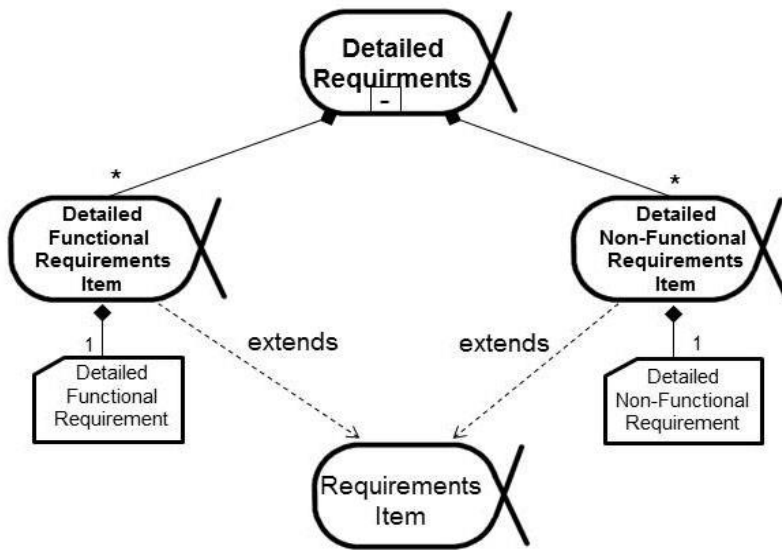 Detailed
Requirments
-
*
*
Detailed
Functional
Requirements
Item
Detailed
Non-Functional
Requirements
Item
extends
extends
1
1
Detailed
Functional
Requirement
Detailed
Non-Functional
Requirement
Requirements
Item